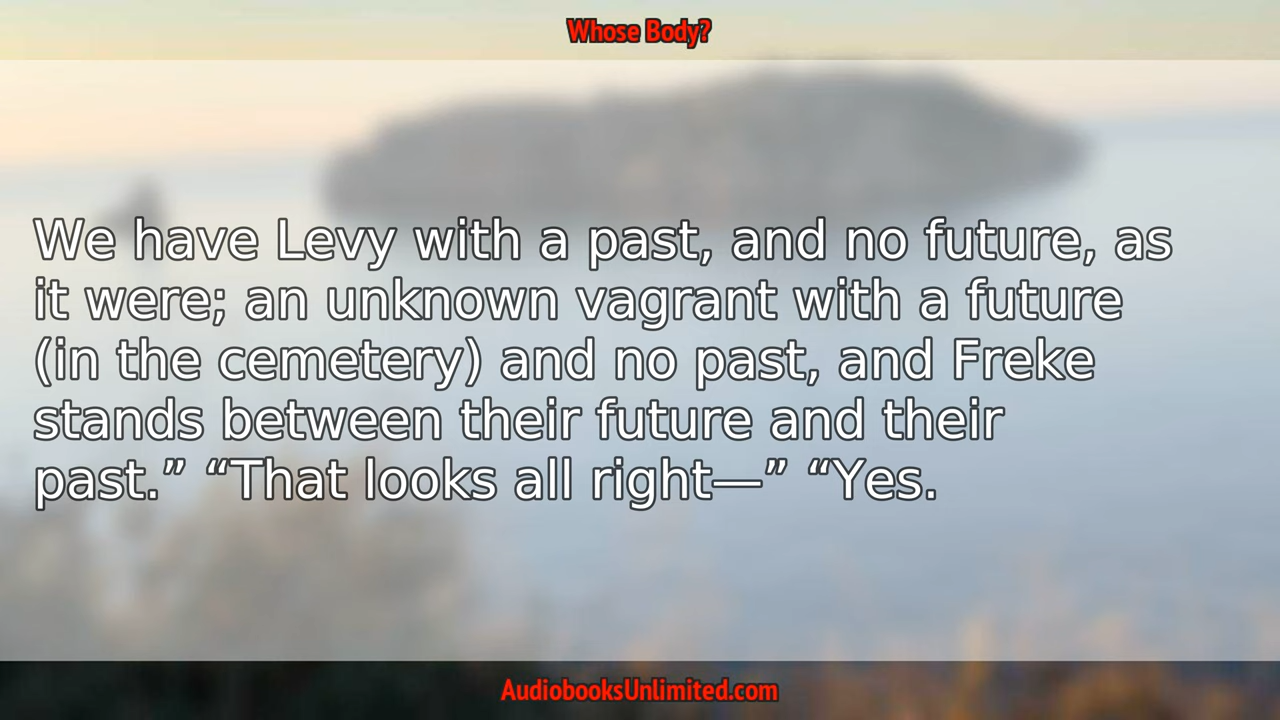 Whose Body?
We have Levy with a past, and no future, as
it were; an unknown vagrant with a future
(in the cemetery) and no past, and Freke
stands between their future and their
past.” “That looks all right—” “Yes.
AudiobooksUnlimited.com